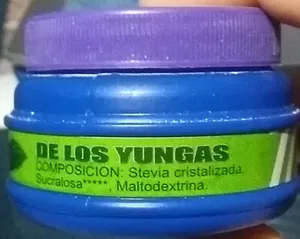 DE LOS YUNGAS
COMPOSICION: Stevia cristalizada,
Sucralosa*****, Maltodextrina.